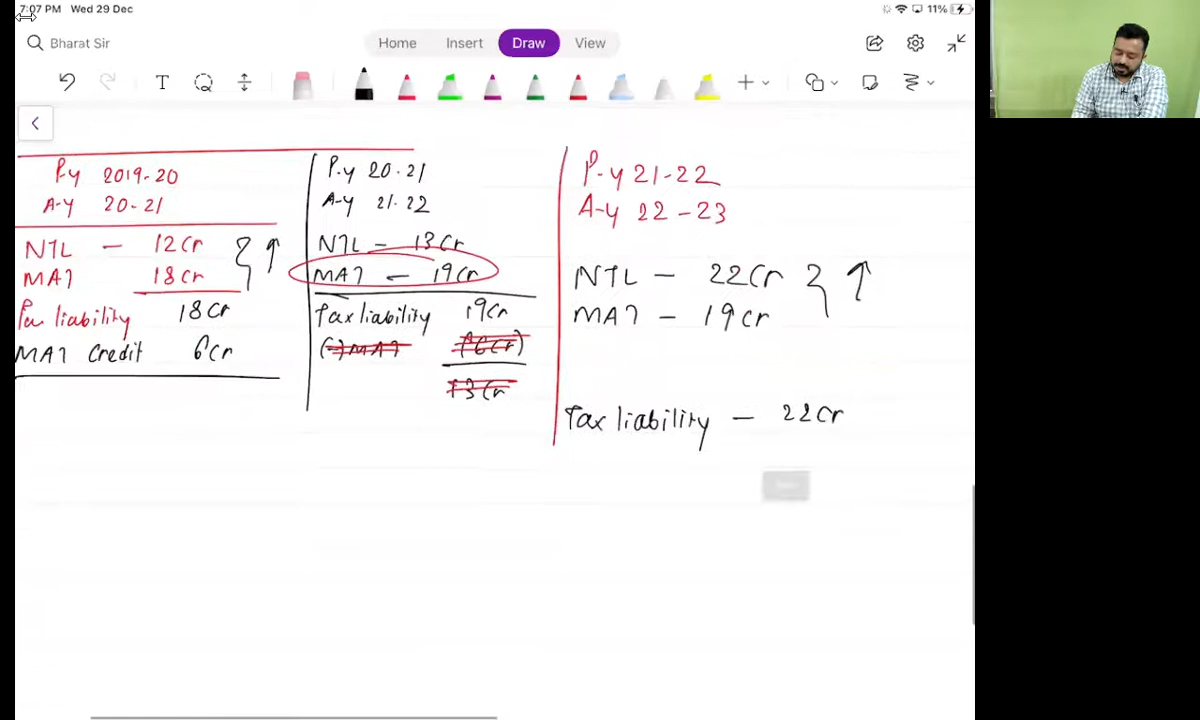 7:07 PM Wed 29 Dec
11%
Bharat Sir
Home Insert Draw View
T
P-y 2019-20
A-y 20-21
NTL - 12Cr
MAT 18Cr
Tax liability 18Cr
MAT Credit 6Cr
P-y 20-21
A-y 21-22
NTL - 13Cr
MAT - 19Cr
Tax liability 19Cr
(-) MAT (6Cr)
13Cr
P-y 21-22
A-y 22-23
NTL - 22Cr
MAT - 19Cr
Tax liability - 22Cr